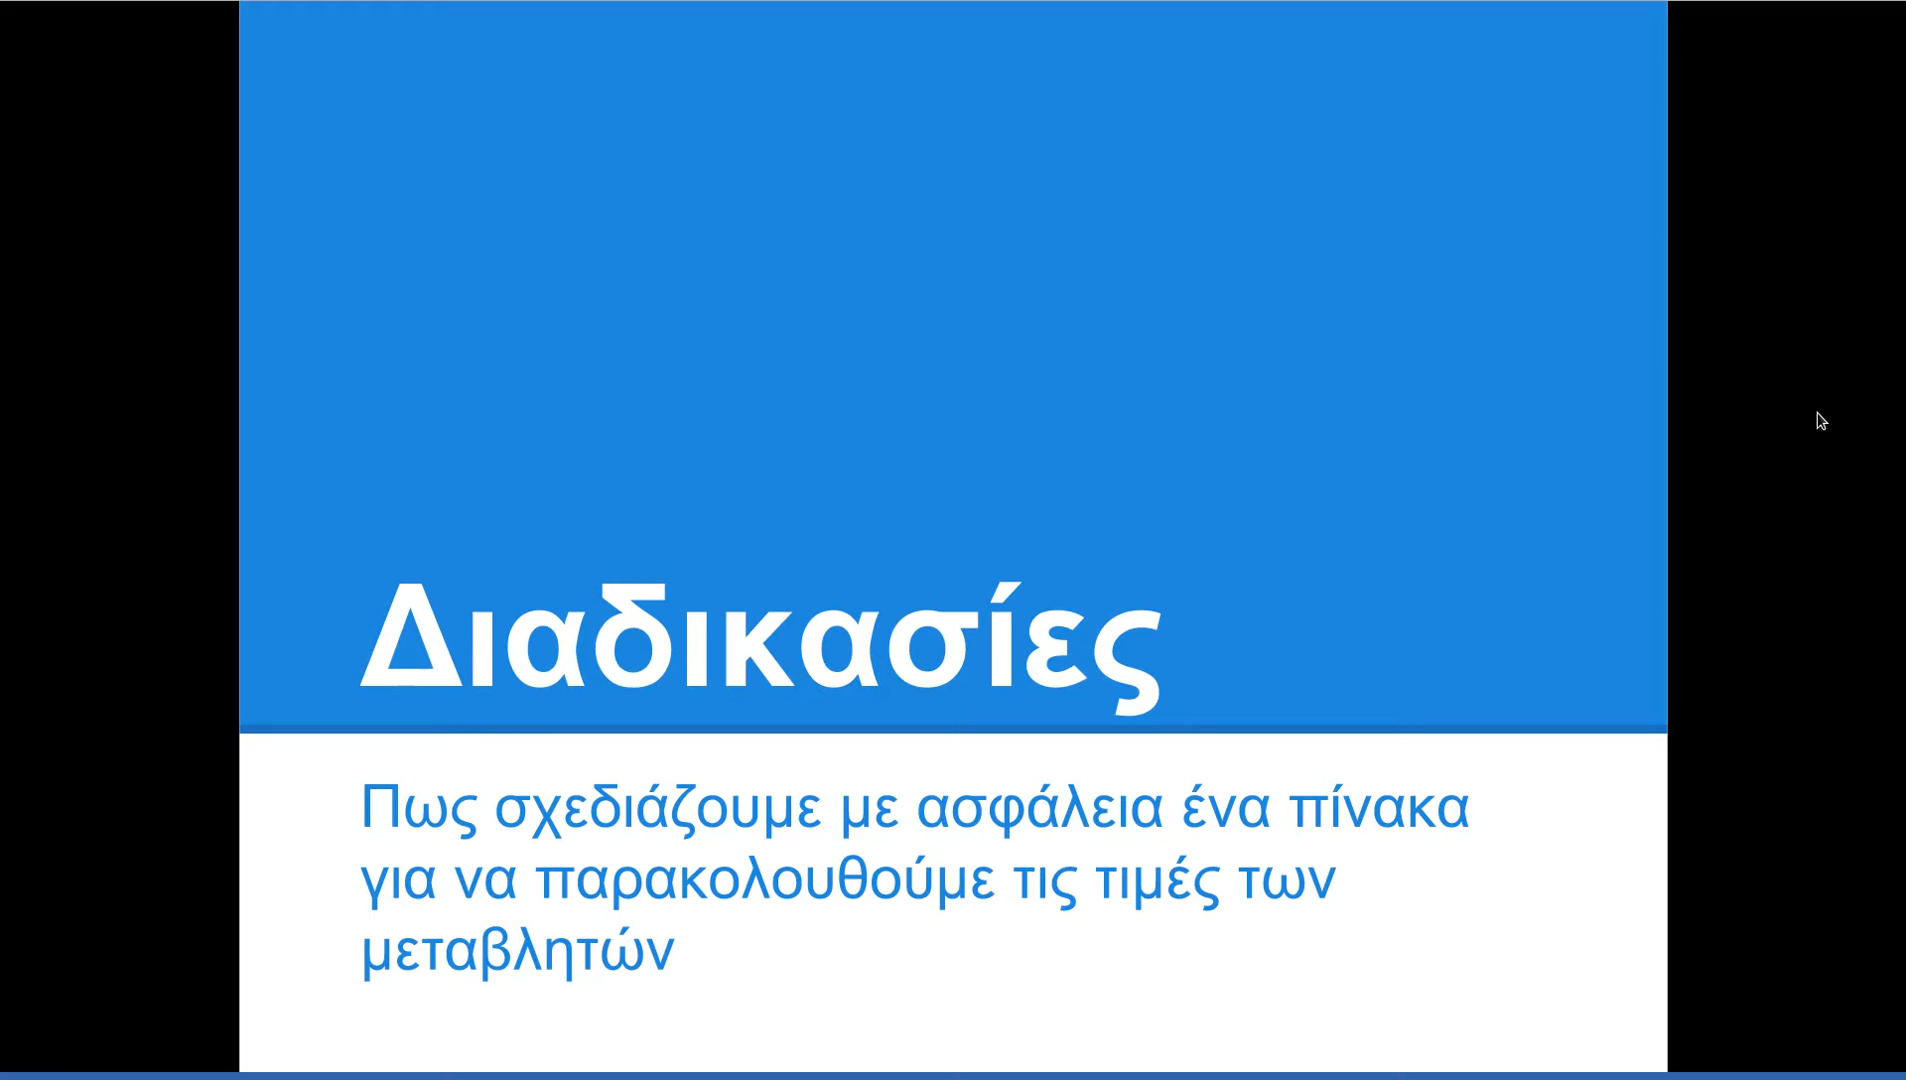 Διαδικασίες
Πως σχεδιάζουμε με ασφάλεια ένα πίνακα
για να παρακολουθούμε τις τιμές των
μεταβλητών